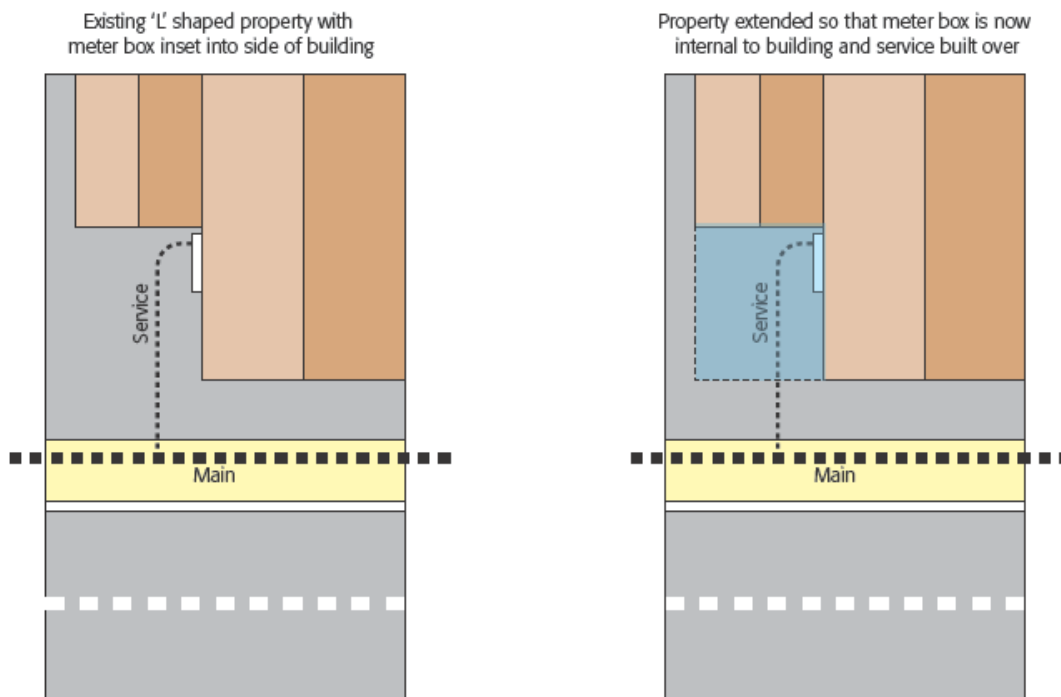 Existing 'L' shaped property with
meter box inset into side of building
Service
Main
Property extended so that meter box is now
internal to building and service built over
Service
Main